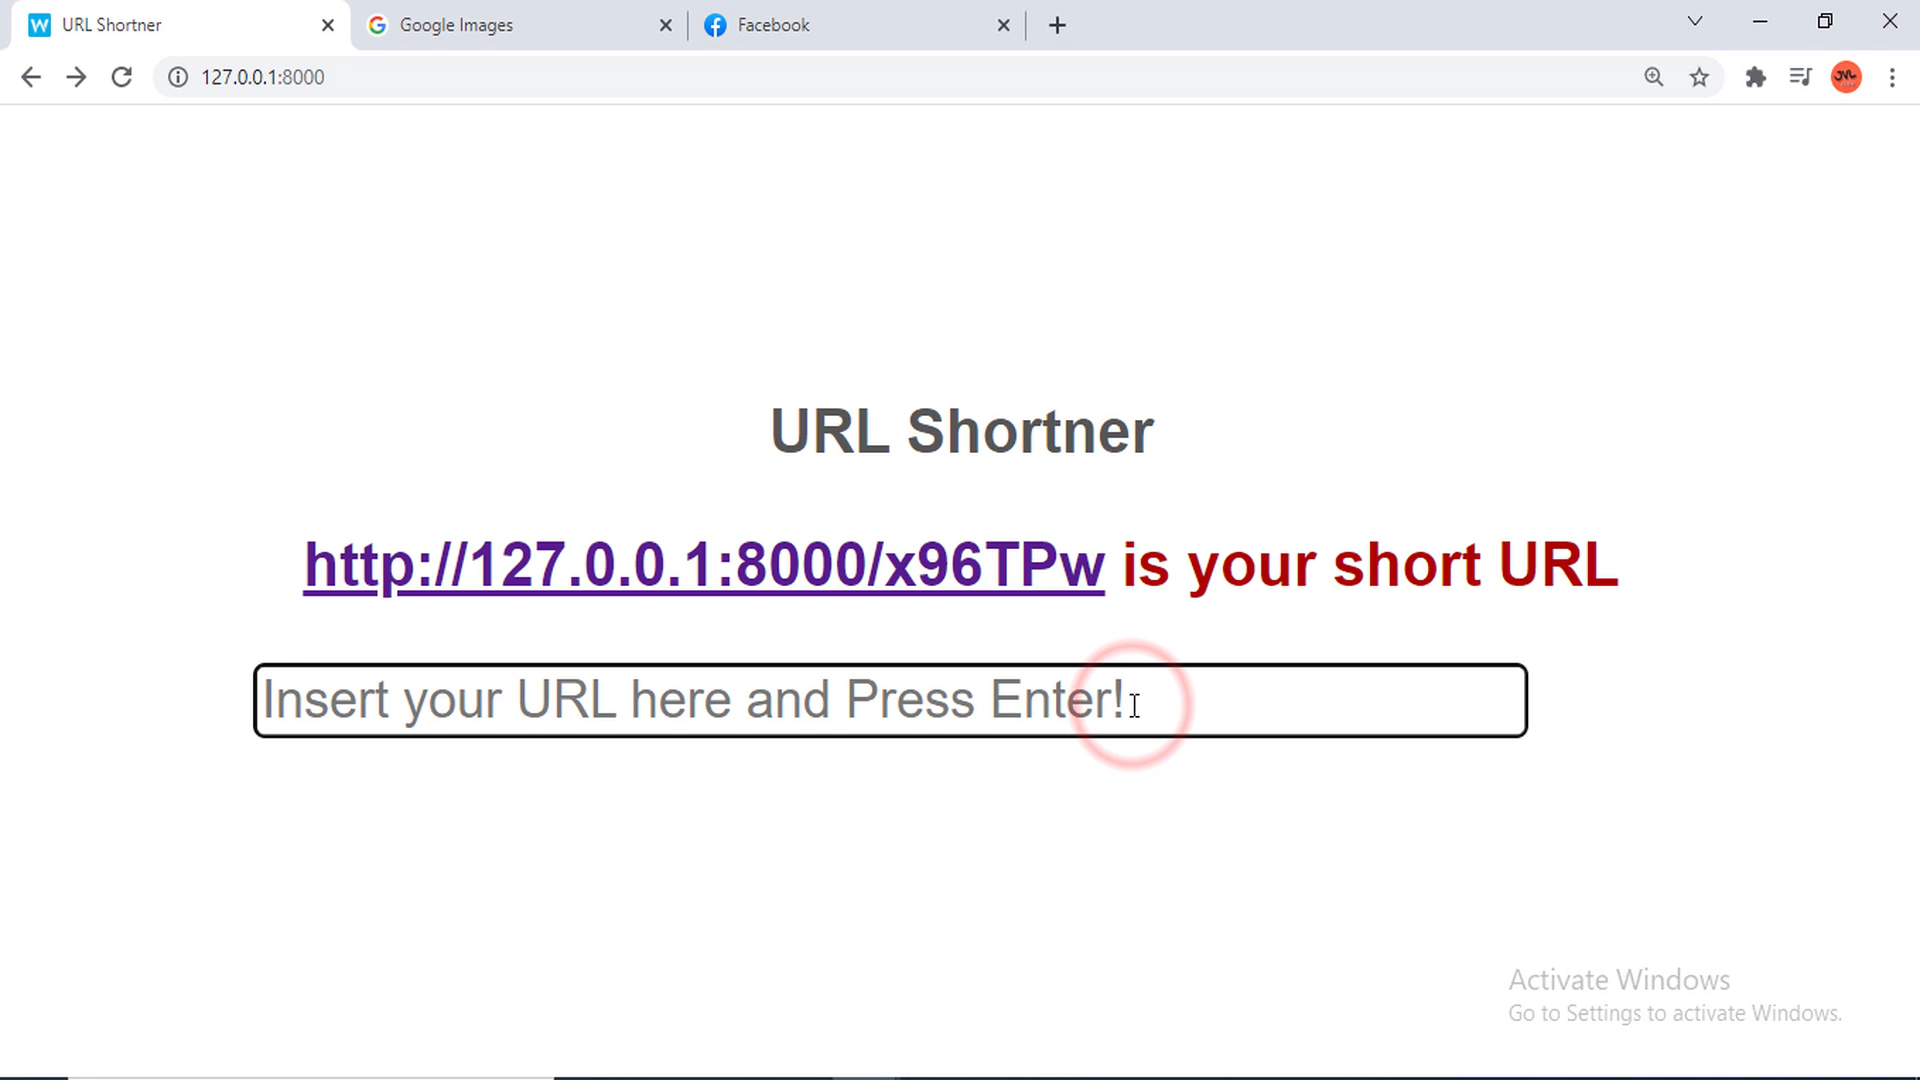 W URL Shortner
Google Images
Facebook
127.0.0.1:8000
JVL
URL Shortner
http://127.0.0.1:8000/x96TPw is your short URL
Insert your URL here and Press Enter!
Activate Windows
Go to Settings to activate Windows.